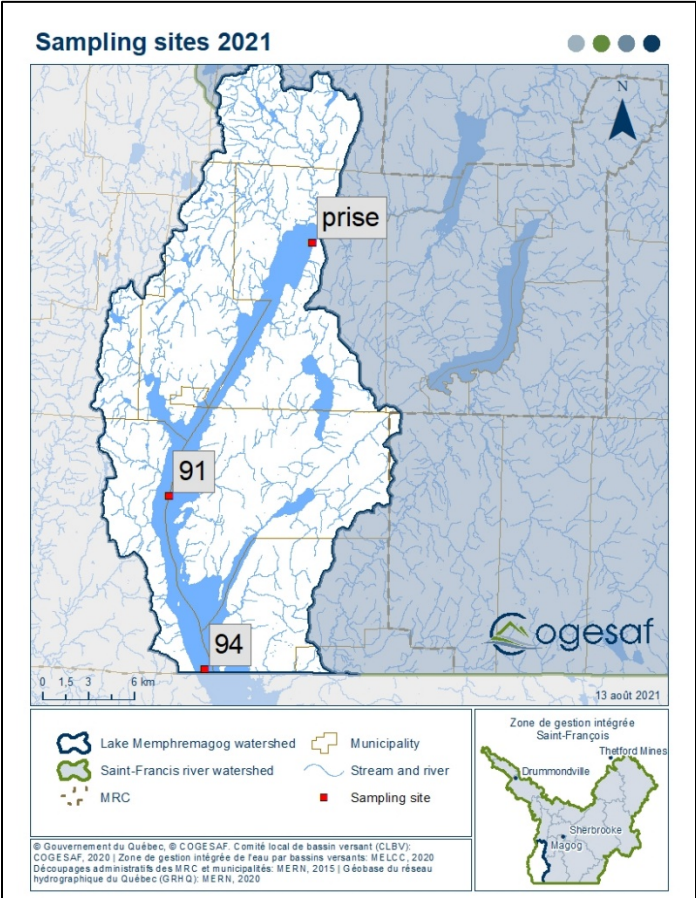 Sampling sites 2021
N
prise
91
94
Cogesaf
0 1,5 3 6 km
13 août 2021
Lake Memphremagog watershed
Saint-Francis river watershed
MRC
Municipality
Stream and river
Sampling site
Zone de gestion intégrée
Saint-François
Thetford Mines
Drummondville
Sherbrooke
Magog
© Gouvernement du Québec, © COGESAF. Comité local de bassin versant (CLBV):
COGESAF, 2020 | Zone de gestion intégrée de l'eau par bassins versants: MELCC, 2020
Découpages administratifs des MRC et municipalités: MERN, 2015 | Géobase du réseau
hydrographique du Québec (GRHQ): MERN, 2020